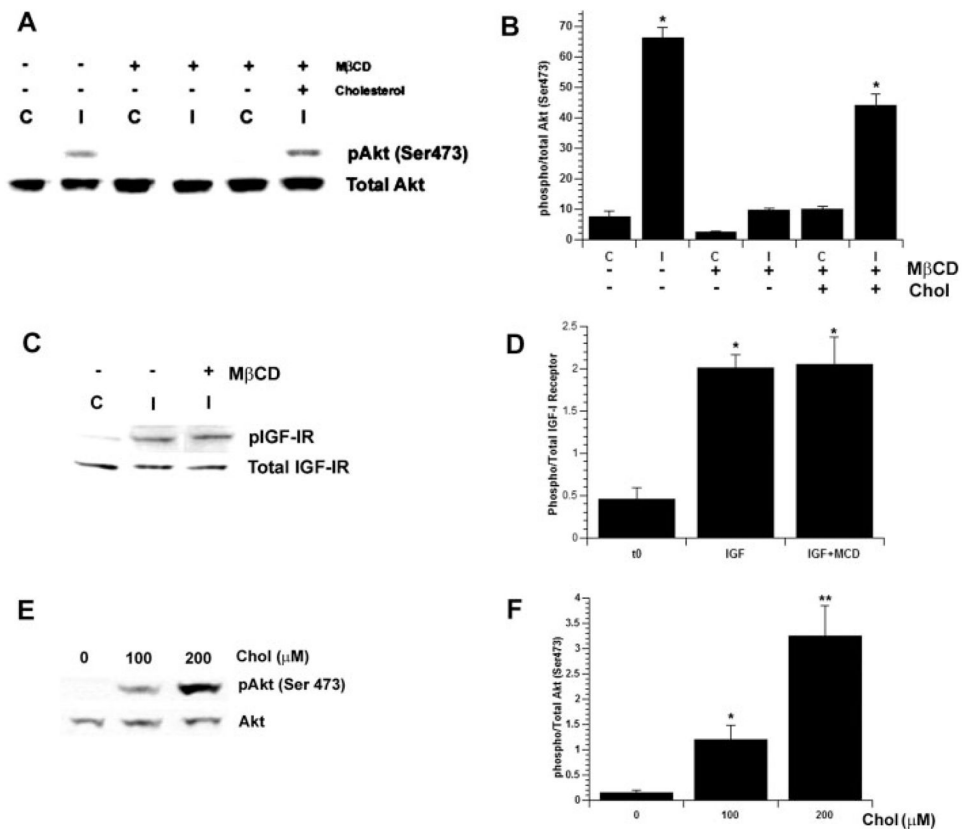 A
- - + + + + MβCD
- - - - - + Cholesterol
C I C I C I
pAkt (Ser473)
Total Akt
B
phospho/total Akt (Ser473)
70
60
50
40
30
20
10
0
* *
C I C I C I
- - + + + + MβCD
- - - - + + Chol
C
- - + MβCD
C I I
pIGF-IR
Total IGF-IR
D
Phospho/Total IGF-I Receptor
2.5
2
1.5
1
0.5
0
* *
t0 IGF IGF+MCD
E
0 100 200 Chol (μM)
pAkt (Ser 473)
Akt
F
phospho/Total Akt (Ser473)
4
3.5
3
2.5
2
1.5
1
0.5
0
* **
0 100 200 Chol (μM)